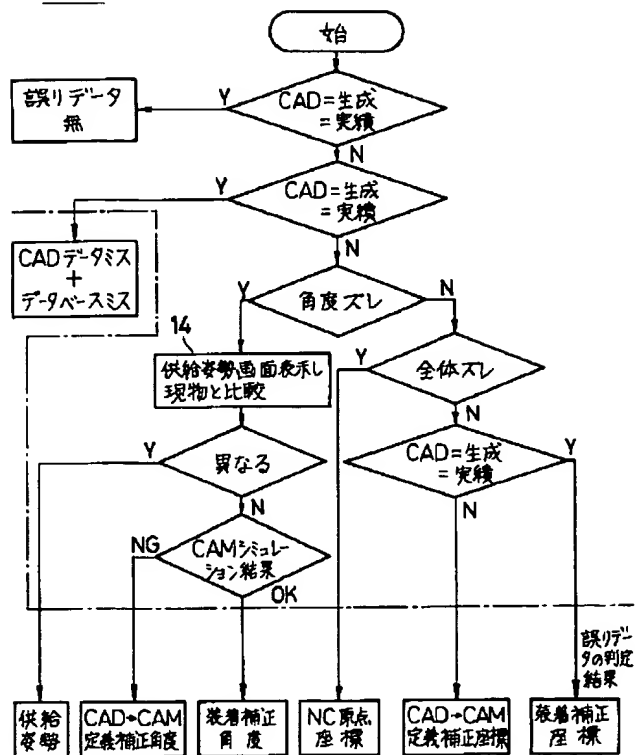 始
CAD=生成
=実績
Y
N
誤りデータ
無
CAD=生成
=実績
Y
N
CADデータミス
+
データベースミス
角度ズレ
Y
N
14
供給姿勢画面表示し
現物と比較
全体ズレ
Y
N
異なる
Y
N
CAD=生成
=実績
Y
N
CAMシミュレー
ション結果
NG
OK
誤りデー
タの判定
結果
供給
姿勢
CAD→CAM
定義補正角度
装着補正
角度
NC原点
座標
CAD→CAM
定義補正座標
装着補正
座標